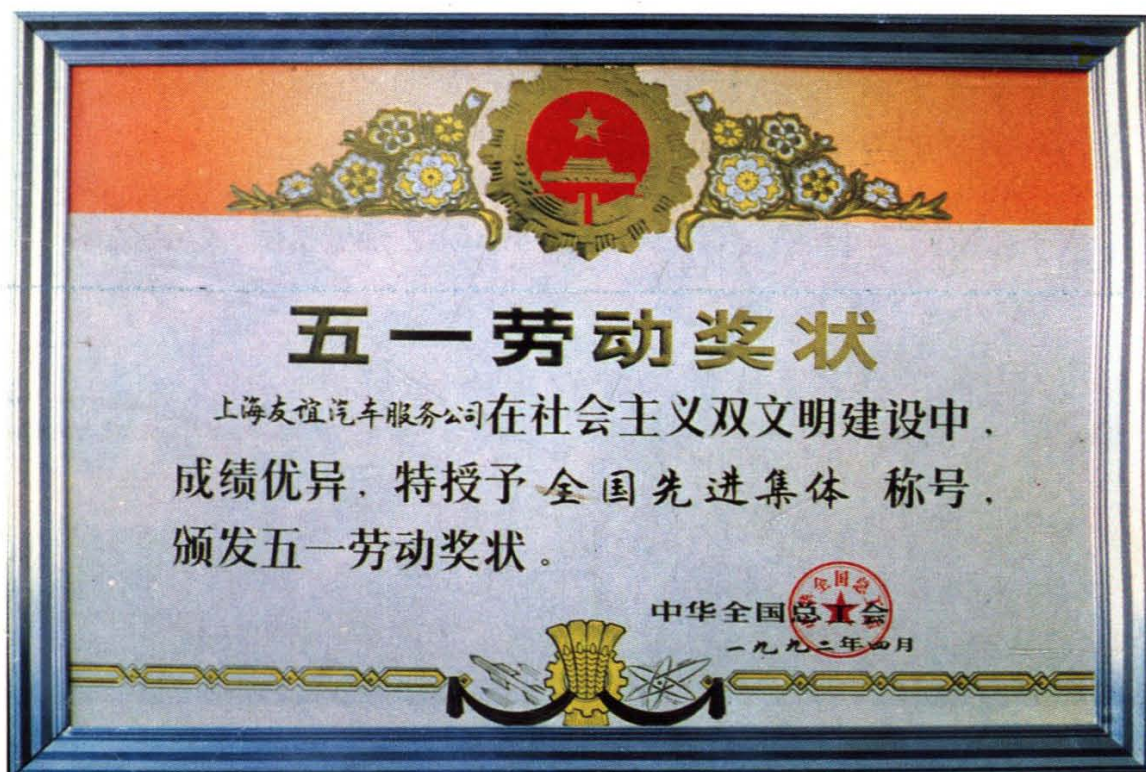 五一劳动奖状
上海友谊汽车服务公司在社会主义双文明建设中，
成绩优异，特授予 全国先进集体 称号，
颁发五一劳动奖状。
中华全国总工会
一九九二年四月